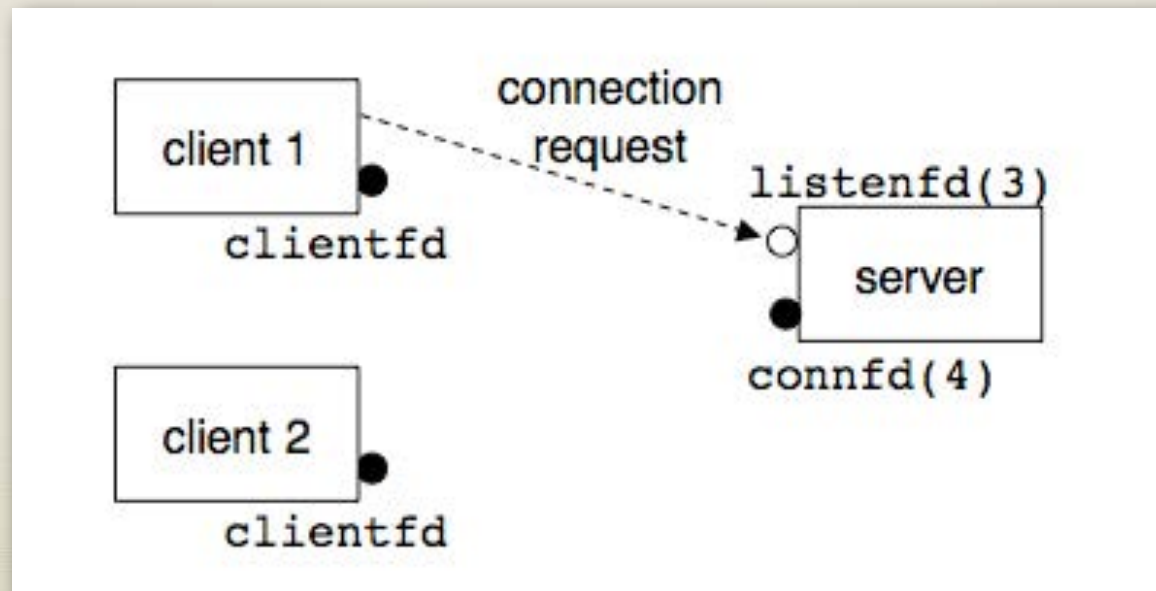 connection
request
client 1
listenfd(3)
clientfd
server
connfd(4)
client 2
clientfd